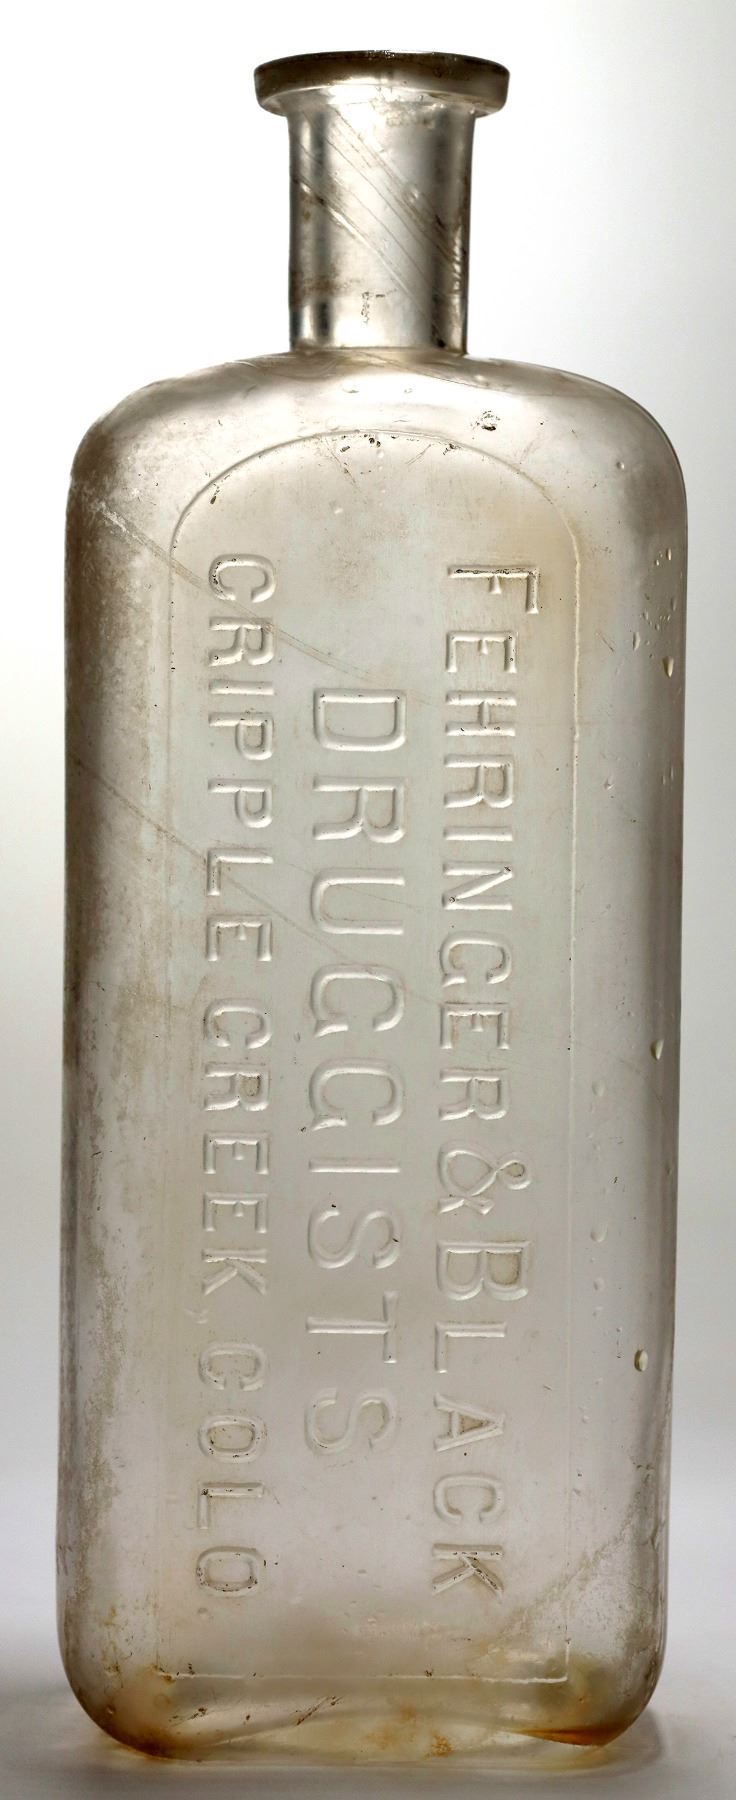 FEHRINGER & BLACK
DRUGGISTS
CRIPPLE CREEK, COLO.